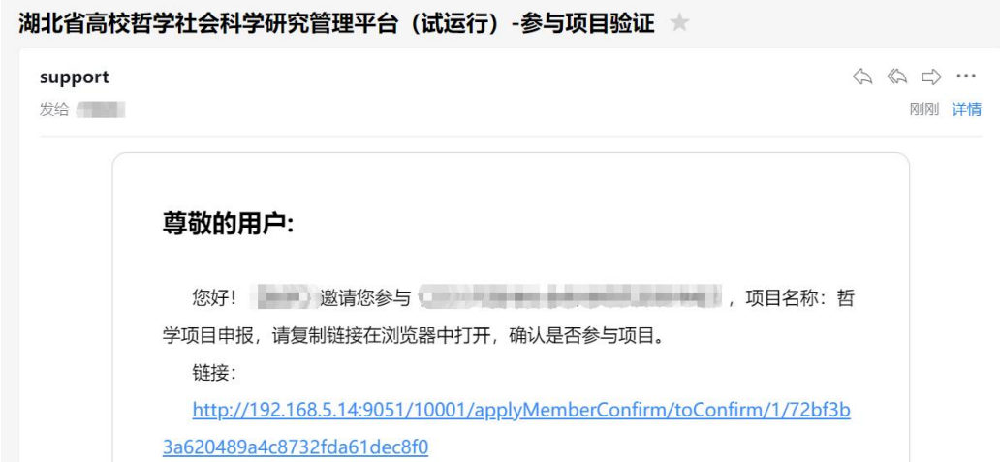 湖北省高校哲学社会科学研究管理平台（试运行）-参与项目验证
support
发给
刚刚 详情
尊敬的用户:
您好！ 邀请您参与 ，项目名称：哲
学项目申报，请复制链接在浏览器中打开，确认是否参与项目。
链接：
http://192.168.5.14:9051/10001/applyMemberConfirm/toConfirm/1/72bf3b
3a620489a4c8732fda61dec8f0